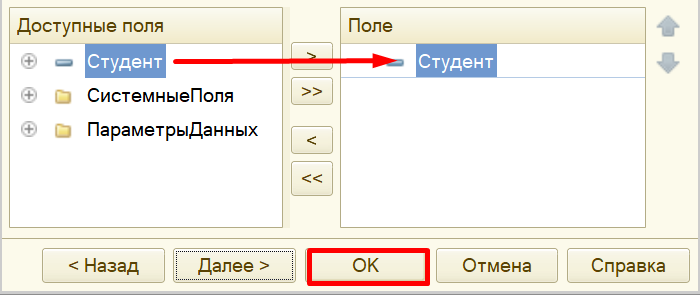 Доступные поля
Поле
Студент
>
Студент
СистемныеПоля
>>
ПараметрыДанных
<
<<
< Назад
Далее >
OK
Отмена
Справка